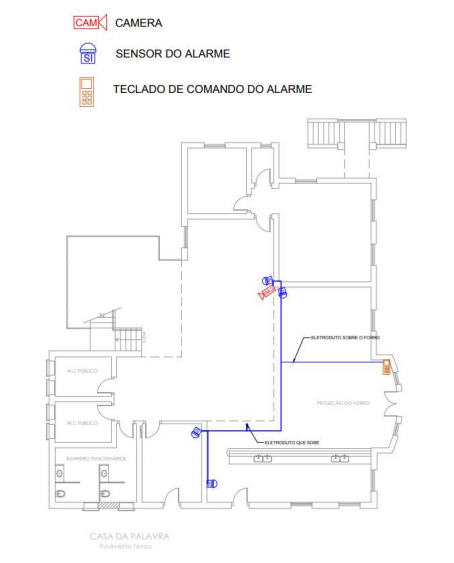 CAM
CAMERA
SI
SENSOR DO ALARME
TECLADO DE COMANDO DO ALARME
ELETRODUTO SOBRE O FORRO
W.C PÚBLICO
PROJEÇÃO DO FORRO
W.C PÚBLICO
ELETRODUTO QUE SOBE
BANHEIRO FUNCIONÁRIOS
CASA DA PALAVRA
Pavimento Térreo